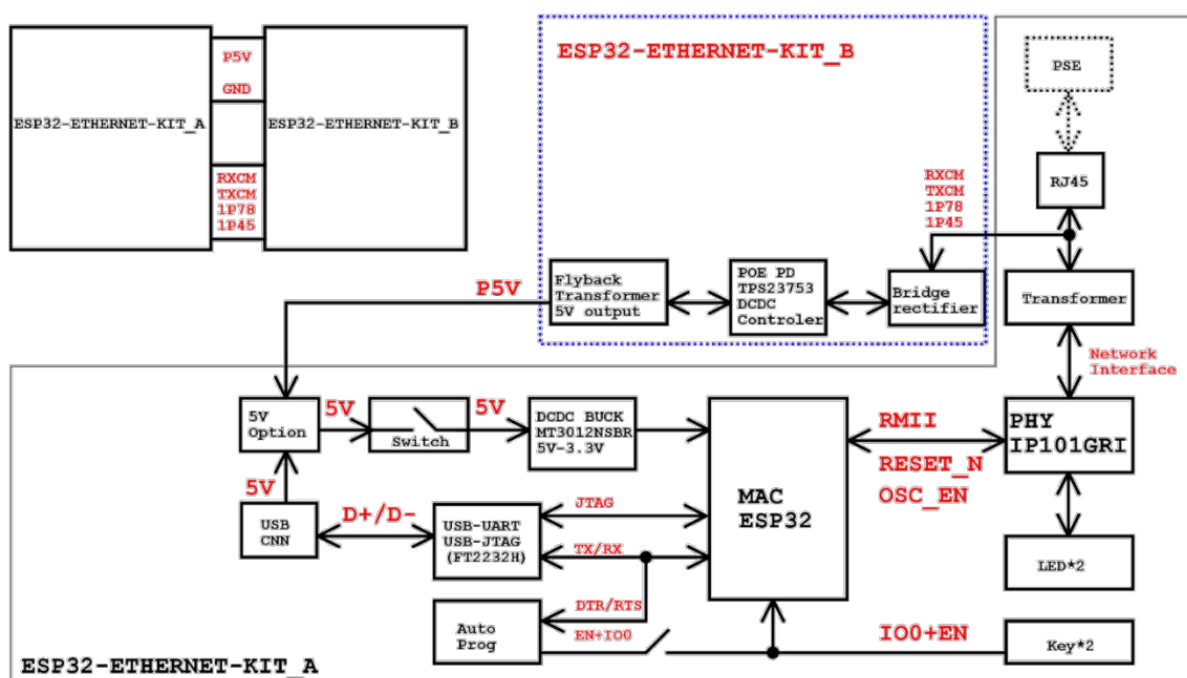 ESP32-ETHERNET-KIT_A
P5V
GND
RXCM
TXCM
1P78
1P45
ESP32-ETHERNET-KIT_B
ESP32-ETHERNET-KIT_B
PSE
RJ45
RXCM
TXCM
1P78
1P45
P5V
Flyback
Transformer
5V output
POE PD
TPS23753
DCDC
Controler
Bridge
rectifier
Transformer
Network
Interface
5V
Option
5V
Switch
5V
DCDC BUCK
MT3012NSBR
5V-3.3V
MAC
ESP32
RMII
RESET_N
OSC_EN
PHY
IP101GRI
5V
USB
CNN
D+/D-
USB-UART
USB-JTAG
(FT2232H)
JTAG
TX/RX
LED*2
DTR/RTS
Auto
Prog
EN+IO0
IO0+EN
Key*2
ESP32-ETHERNET-KIT_A